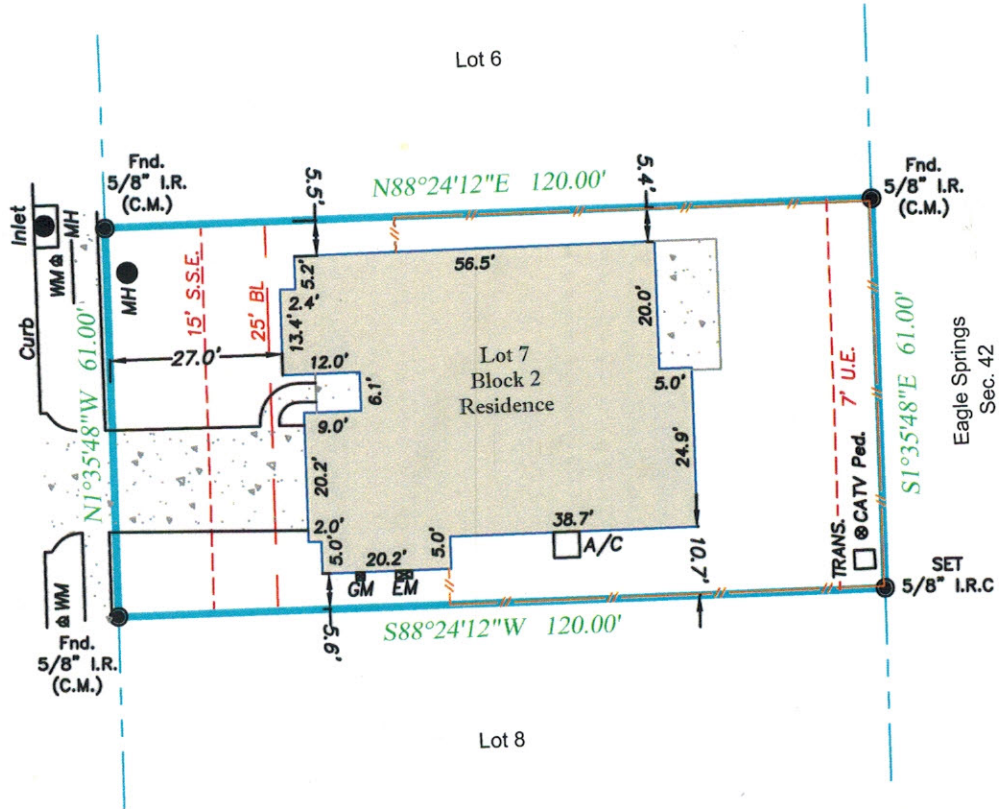 Lot 6
Fnd.
5/8" I.R.
(C.M.)
Fnd.
5/8" I.R.
(C.M.)
N88°24'12"E 120.00'
5.5'
5.4'
Inlet
MH
WM
MH
Curb
15' S.S.E.
25' BL
5.2'
2.4'
13.4'
56.5'
20.0'
N1°35'48"W 61.00'
27.0'
12.0'
6.1'
9.0'
Lot 7
Block 2
Residence
5.0'
24.9'
7' U.E.
S1°35'48"E 61.00'
Eagle Springs
Sec. 42
20.2'
2.0'
5.0'
20.2'
5.0'
38.7'
A/C
10.7'
TRANS.
CATV Ped.
GM
EM
SET
5/8" I.R.C
WM
Fnd.
5/8" I.R.
(C.M.)
5.6'
S88°24'12"W 120.00'
Lot 8